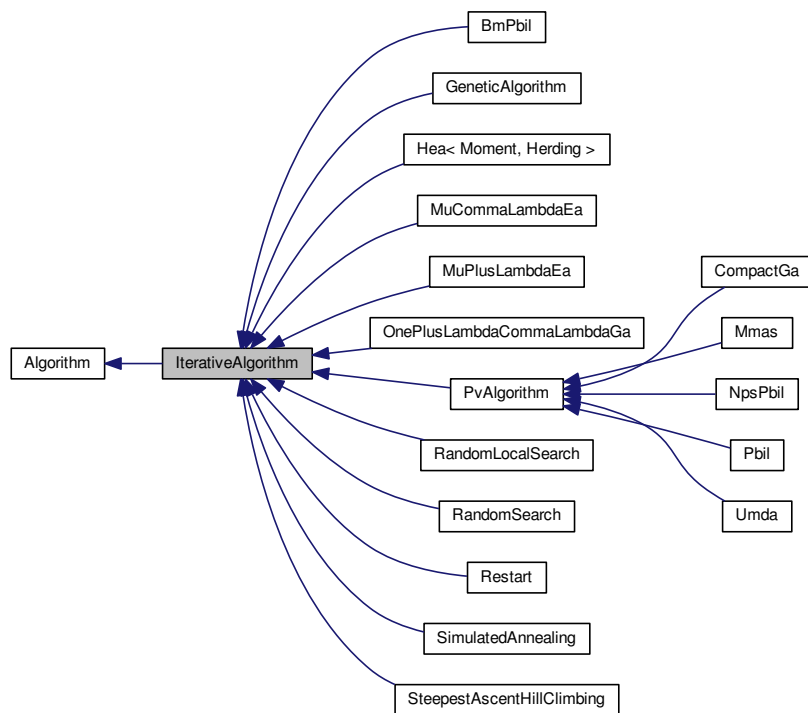 BmPbil
GeneticAlgorithm
Hea< Moment, Herding >
MuCommaLambdaEa
MuPlusLambdaEa
CompactGa
OnePlusLambdaCommaLambdaGa
Mmas
Algorithm
IterativeAlgorithm
PvAlgorithm
NpsPbil
RandomLocalSearch
Pbil
RandomSearch
Umda
Restart
SimulatedAnnealing
SteepestAscentHillClimbing